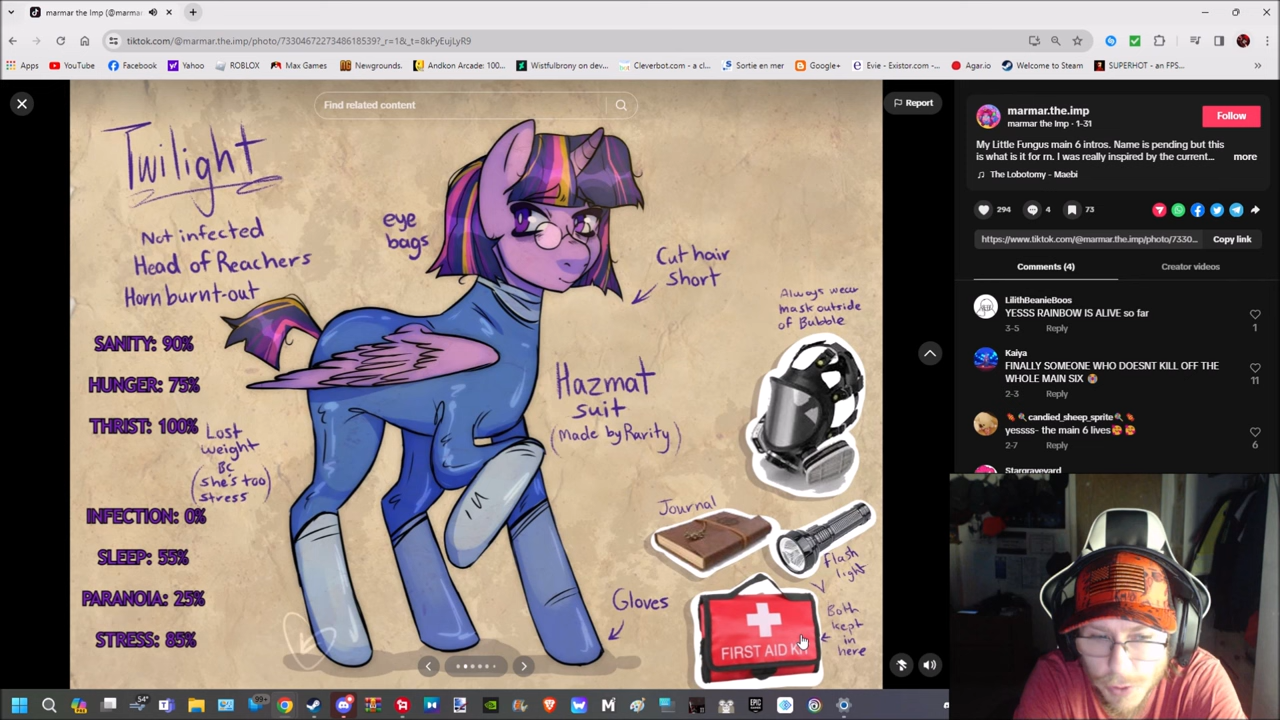 marmar the Imp (@marmar
tiktok.com/@marmar.the.imp/photo/7330467227348618539?_r=1&_t=8kPyEujLyR9
Apps
YouTube
Facebook
Yahoo
ROBLOX
Max Games
Newgrounds.
Andkon Arcade: 100...
Wistfulbrony on dev...
Cleverbot.com - a cl...
Sortie en mer
Google+
Evie - Existor.com -...
Agar.io
Welcome to Steam
SUPERHOT - an FPS...
Find related content
Report
Twilight
Not infected
Head of Reachers
Horn burnt-out
eye
bags
Cut hair
short
Always wear
mask outside
of Bubble
SANITY: 90%
HUNGER: 75%
THRIST: 100%
Lost
weight
BC
(she's too
stress)
Hazmat
suit
(made by Rarity)
INFECTION: 0%
SLEEP: 55%
PARANOIA: 25%
STRESS: 85%
Journal
flash
light
Gloves
Both
kept
in
here
FIRST AID K
marmar.the.imp
marmar the Imp · 1-31
Follow
My Little Fungus main 6 intros. Name is pending but this
is what is it for rn. I was really inspired by the current...
more
The Lobotomy - Maebi
294
4
73
https://www.tiktok.com/@marmar.the.imp/photo/7330...
Copy link
Comments (4)
Creator videos
LilithBeanieBoos
YESSS RAINBOW IS ALIVE so far
3-5
Reply
1
Kaiya
FINALLY SOMEONE WHO DOESNT KILL OFF THE
WHOLE MAIN SIX
2-3
Reply
11
candied_sheep_sprite
yessss- the main 6 lives
2-7
Reply
6
Stargraveyard
54°
99+